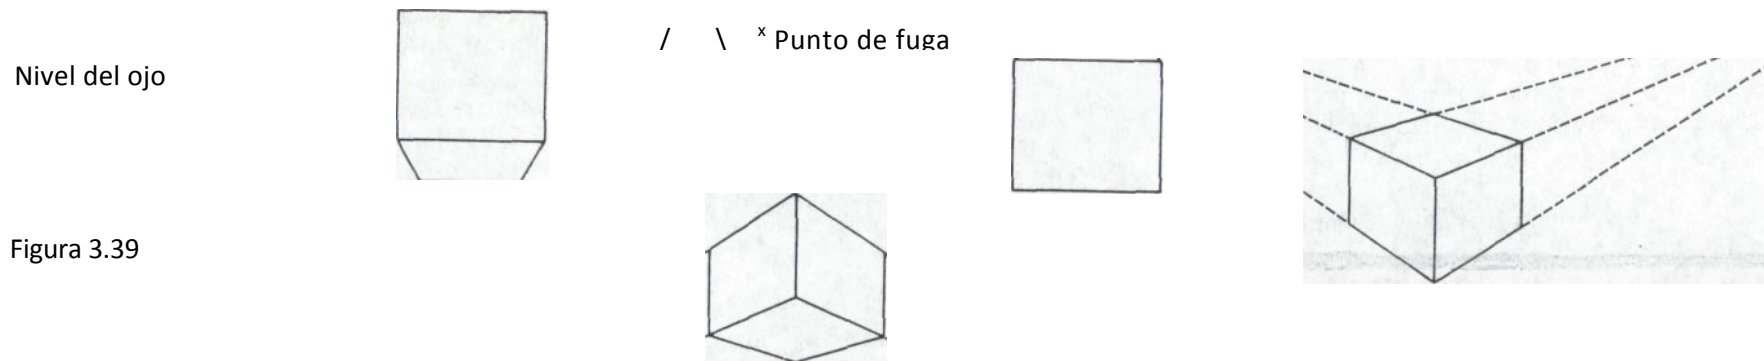 / \ x Punto de fuga
Nivel del ojo
Figura 3.39